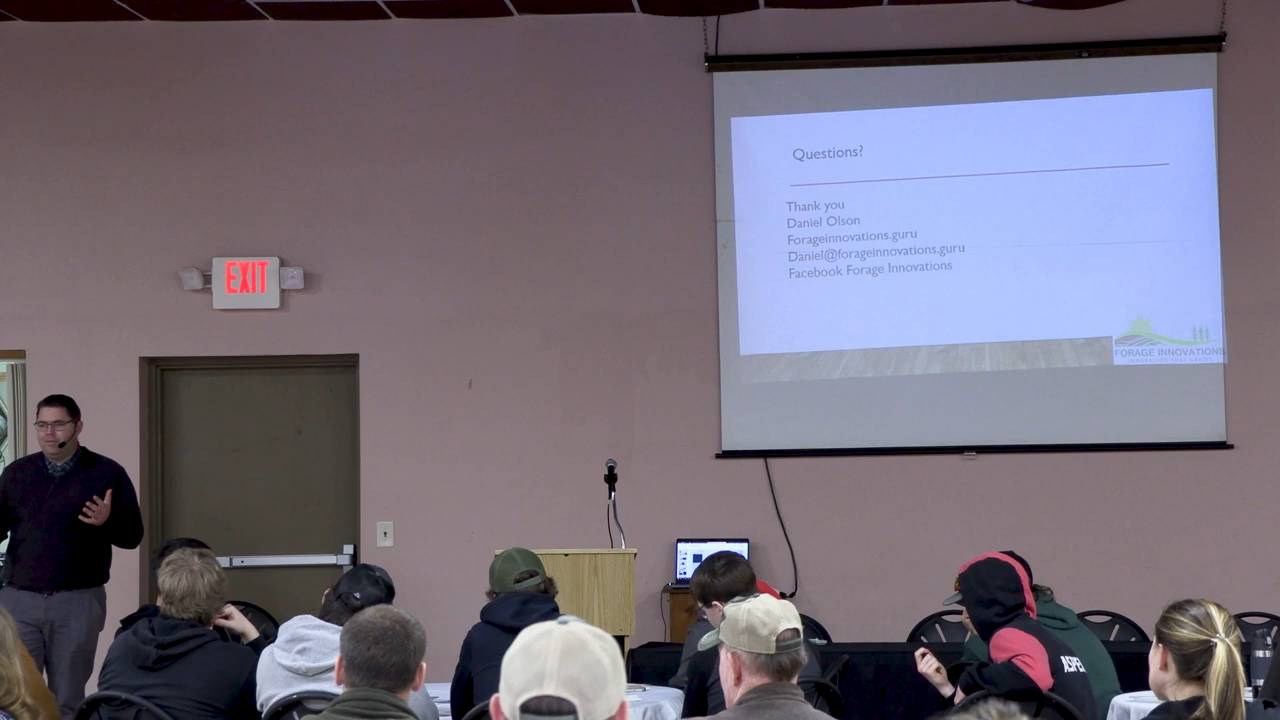 Questions?
Thank you
Daniel Olson
Forageinnovations.guru
Daniel@forageinnovations.guru
Facebook Forage Innovations
FORAGE INNOVATIONS
EXIT